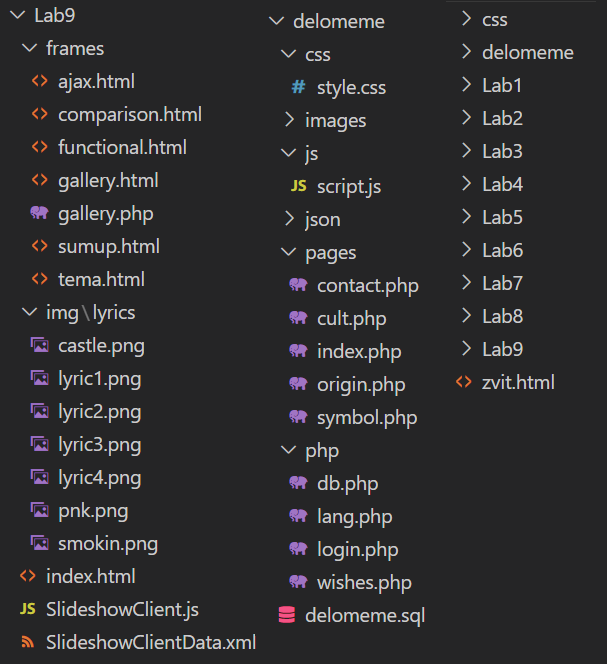 Lab9
frames
ajax.html
comparison.html
functional.html
gallery.html
gallery.php
sumup.html
tema.html
img\lyrics
castle.png
lyric1.png
lyric2.png
lyric3.png
lyric4.png
pnk.png
smokin.png
index.html
JS SlideshowClient.js
SlideshowClientData.xml
delomeme
css
# style.css
images
js
JS script.js
json
pages
contact.php
cult.php
index.php
origin.php
symbol.php
php
db.php
lang.php
login.php
wishes.php
delomeme.sql
css
delomeme
Lab1
Lab2
Lab3
Lab4
Lab5
Lab6
Lab7
Lab8
Lab9
zvit.html